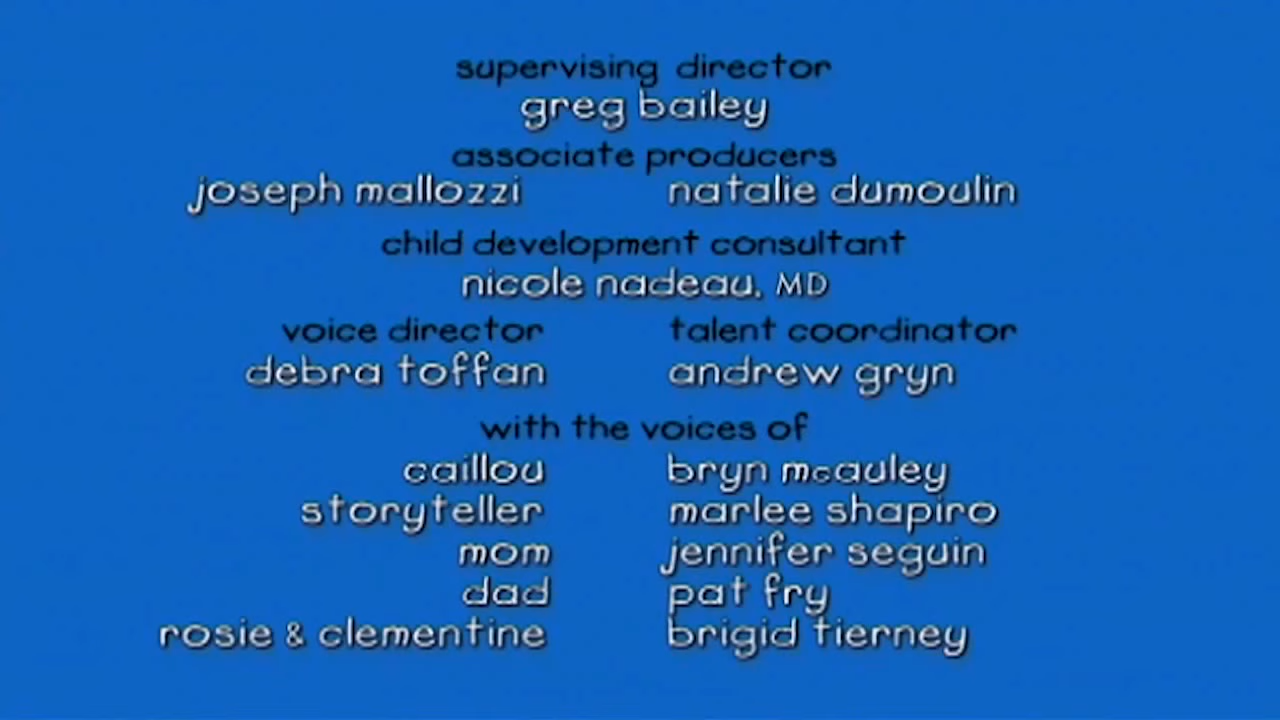 supervising director
greg bailey
associate producers
joseph mallozzi natalie dumoulin
child development consultant
nicole nadeau, MD
voice director talent coordinator
debra toffan andrew gryn
with the voices of
caillou bryn mcauley
storyteller marlee shapiro
mom jennifer seguin
dad pat fry
rosie & clementine brigid tierney